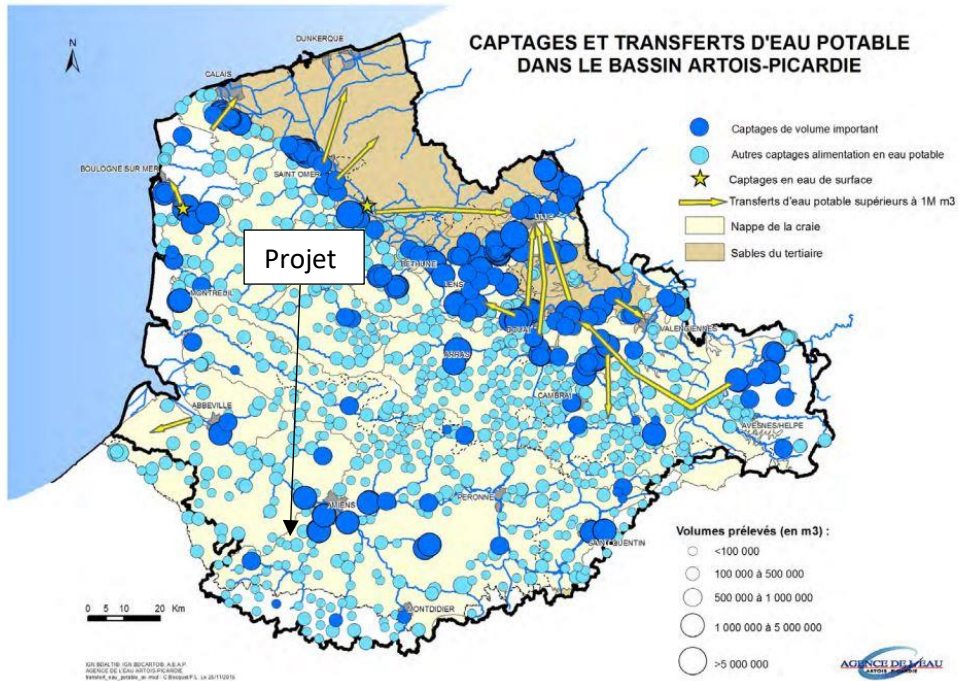 CAPTAGES ET TRANSFERTS D'EAU POTABLE
DANS LE BASSIN ARTOIS-PICARDIE
N
DUNKERQUE
CALAIS
BOULOGNE SUR MER
SAINT OMER
LILLE
Projet
BETHUNE
LENS
MONTREUIL
DOUAI
VALENCIENNES
ARRAS
CAMBRAI
ABBEVILLE
AVESNES/HELPE
AMIENS
PERONNE
SAINT QUENTIN
MONTDIDIER
Captages de volume important
Autres captages alimentation en eau potable
Captages en eau de surface
Transferts d'eau potable supérieurs à 1M m3
Nappe de la craie
Sables du tertiaire
Volumes prélevés (en m3) :
<100 000
100 000 à 500 000
500 000 à 1 000 000
1 000 000 à 5 000 000
>5 000 000
0 5 10 20 Km
AGENCE DE L'EAU ARTOIS-PICARDIE
AGENCE DE L'EAU
ARTOIS-PICARDIE